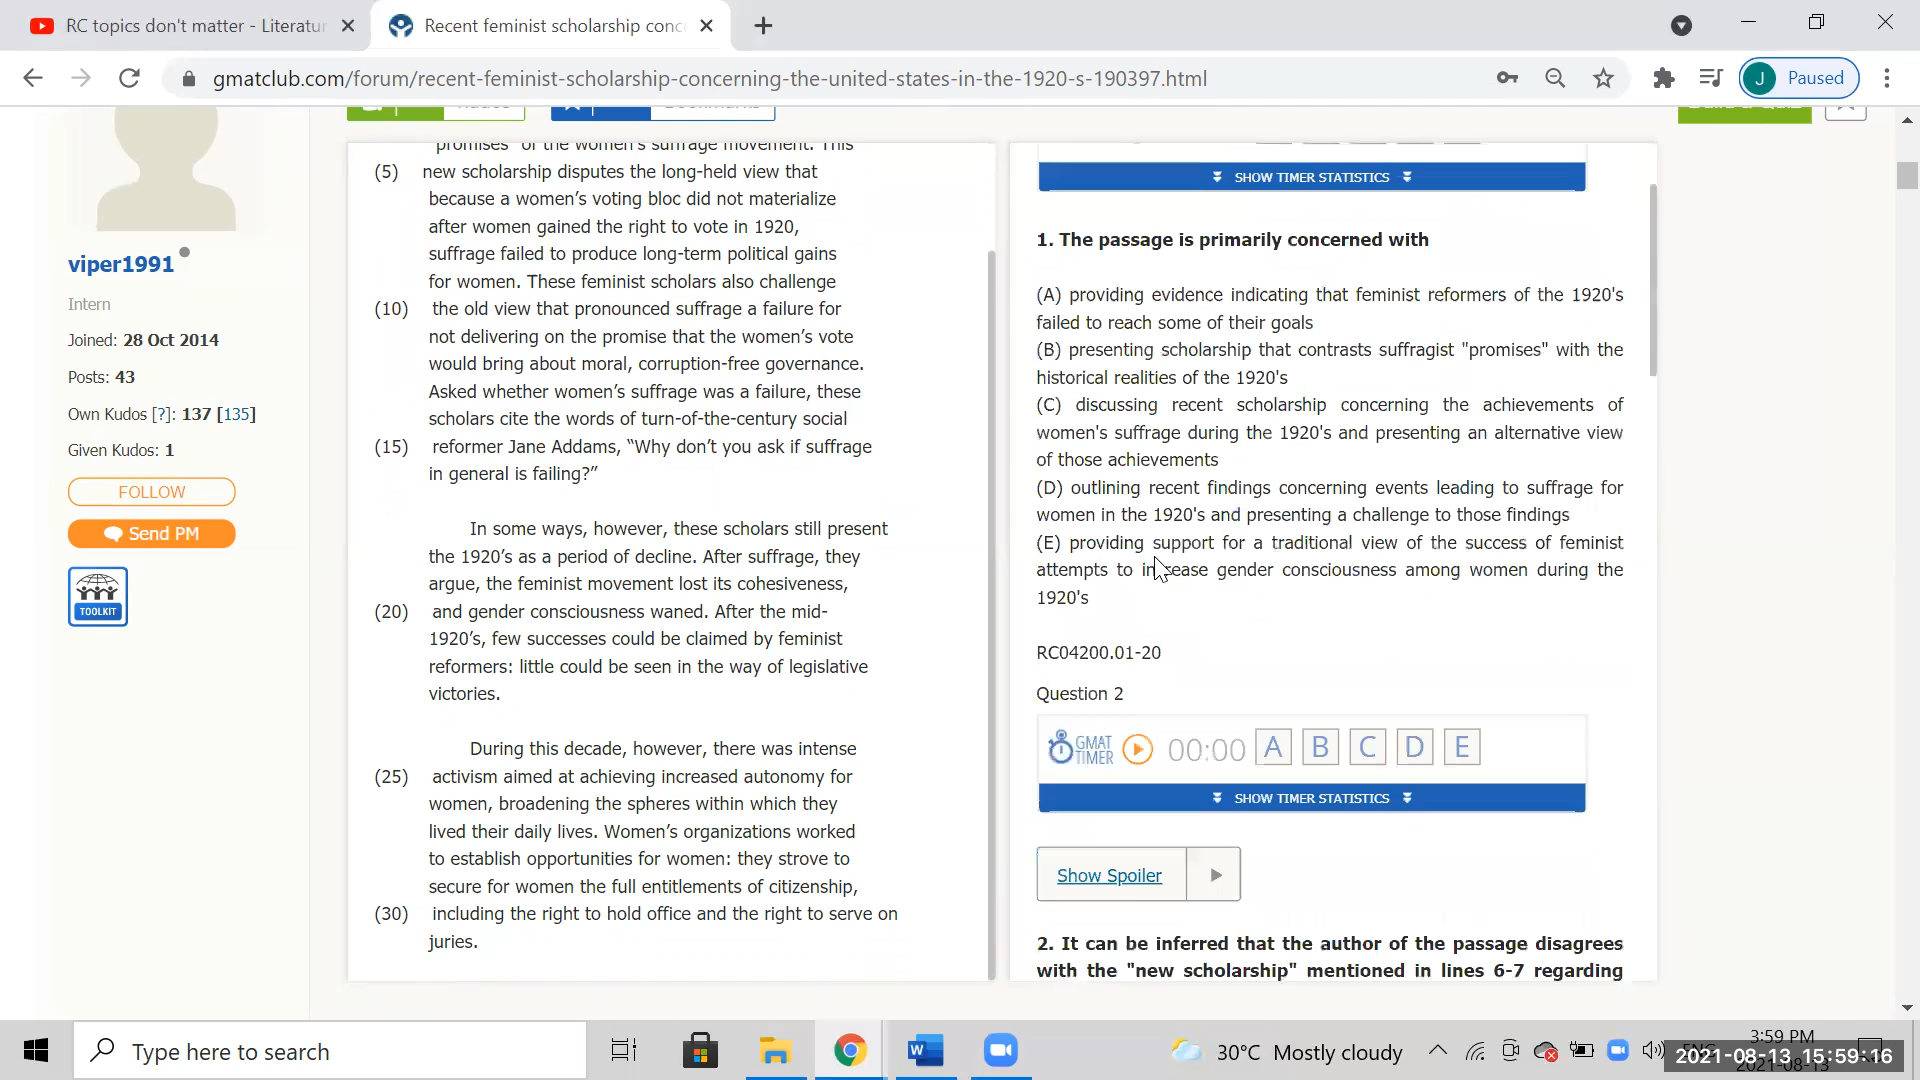 RC topics don't matter - Literatur
Recent feminist scholarship conc
gmatclub.com/forum/recent-feminist-scholarship-concerning-the-united-states-in-the-1920-s-190397.html
J Paused
viper1991
Intern
Joined: 28 Oct 2014
Posts: 43
Own Kudos [?]: 137 [135]
Given Kudos: 1
FOLLOW
Send PM
TOOLKIT
"promises" of the women's suffrage movement. This
(5) new scholarship disputes the long-held view that
because a women's voting bloc did not materialize
after women gained the right to vote in 1920,
suffrage failed to produce long-term political gains
for women. These feminist scholars also challenge
(10) the old view that pronounced suffrage a failure for
not delivering on the promise that the women's vote
would bring about moral, corruption-free governance.
Asked whether women's suffrage was a failure, these
scholars cite the words of turn-of-the-century social
(15) reformer Jane Addams, "Why don't you ask if suffrage
in general is failing?"
In some ways, however, these scholars still present
the 1920's as a period of decline. After suffrage, they
argue, the feminist movement lost its cohesiveness,
(20) and gender consciousness waned. After the mid-
1920's, few successes could be claimed by feminist
reformers: little could be seen in the way of legislative
victories.
During this decade, however, there was intense
(25) activism aimed at achieving increased autonomy for
women, broadening the spheres within which they
lived their daily lives. Women's organizations worked
to establish opportunities for women: they strove to
secure for women the full entitlements of citizenship,
(30) including the right to hold office and the right to serve on
juries.
SHOW TIMER STATISTICS
1. The passage is primarily concerned with
(A) providing evidence indicating that feminist reformers of the 1920's
failed to reach some of their goals
(B) presenting scholarship that contrasts suffragist "promises" with the
historical realities of the 1920's
(C) discussing recent scholarship concerning the achievements of
women's suffrage during the 1920's and presenting an alternative view
of those achievements
(D) outlining recent findings concerning events leading to suffrage for
women in the 1920's and presenting a challenge to those findings
(E) providing support for a traditional view of the success of feminist
attempts to increase gender consciousness among women during the
1920's
RC04200.01-20
Question 2
GMAT TIMER 00:00 A B C D E
SHOW TIMER STATISTICS
Show Spoiler
2. It can be inferred that the author of the passage disagrees
with the "new scholarship" mentioned in lines 6-7 regarding
Type here to search
30°C Mostly cloudy
3:59 PM
2021-08-13 15:59:16